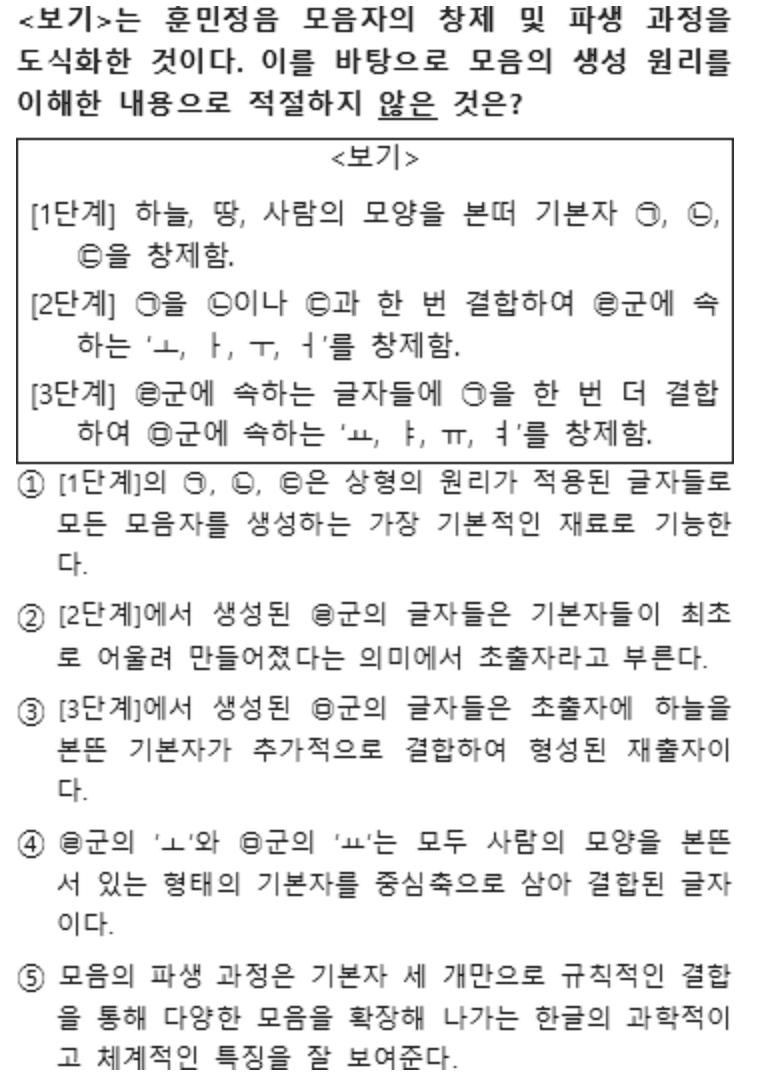 <보기>는 훈민정음 모음자의 창제 및 파생 과정을
도식화한 것이다. 이를 바탕으로 모음의 생성 원리를
이해한 내용으로 적절하지 않은 것은?
<보기>
[1단계] 하늘, 땅, 사람의 모양을 본떠 기본자 ㉠, ㉡,
㉢을 창제함.
[2단계] ㉠을 ㉡이나 ㉢과 한 번 결합하여 ㉣군에 속
하는 ‘ㅗ, ㅏ, ㅜ, ㅓ’를 창제함.
[3단계] ㉣군에 속하는 글자들에 ㉠을 한 번 더 결합
하여 ㉤군에 속하는 ‘ㅛ, ㅑ, ㅠ, ㅕ’를 창제함.
① [1단계]의 ㉠, ㉡, ㉢은 상형의 원리가 적용된 글자들로
모든 모음자를 생성하는 가장 기본적인 재료로 기능한
다.
② [2단계]에서 생성된 ㉣군의 글자들은 기본자들이 최초
로 어울려 만들어졌다는 의미에서 초출자라고 부른다.
③ [3단계]에서 생성된 ㉤군의 글자들은 초출자에 하늘을
본뜬 기본자가 추가적으로 결합하여 형성된 재출자이
다.
④ ㉣군의 ‘ㅗ’와 ㉤군의 ‘ㅛ’는 모두 사람의 모양을 본뜬
서 있는 형태의 기본자를 중심축으로 삼아 결합된 글자
이다.
⑤ 모음의 파생 과정은 기본자 세 개만으로 규칙적인 결합
을 통해 다양한 모음을 확장해 나가는 한글의 과학적이
고 체계적인 특징을 잘 보여준다.